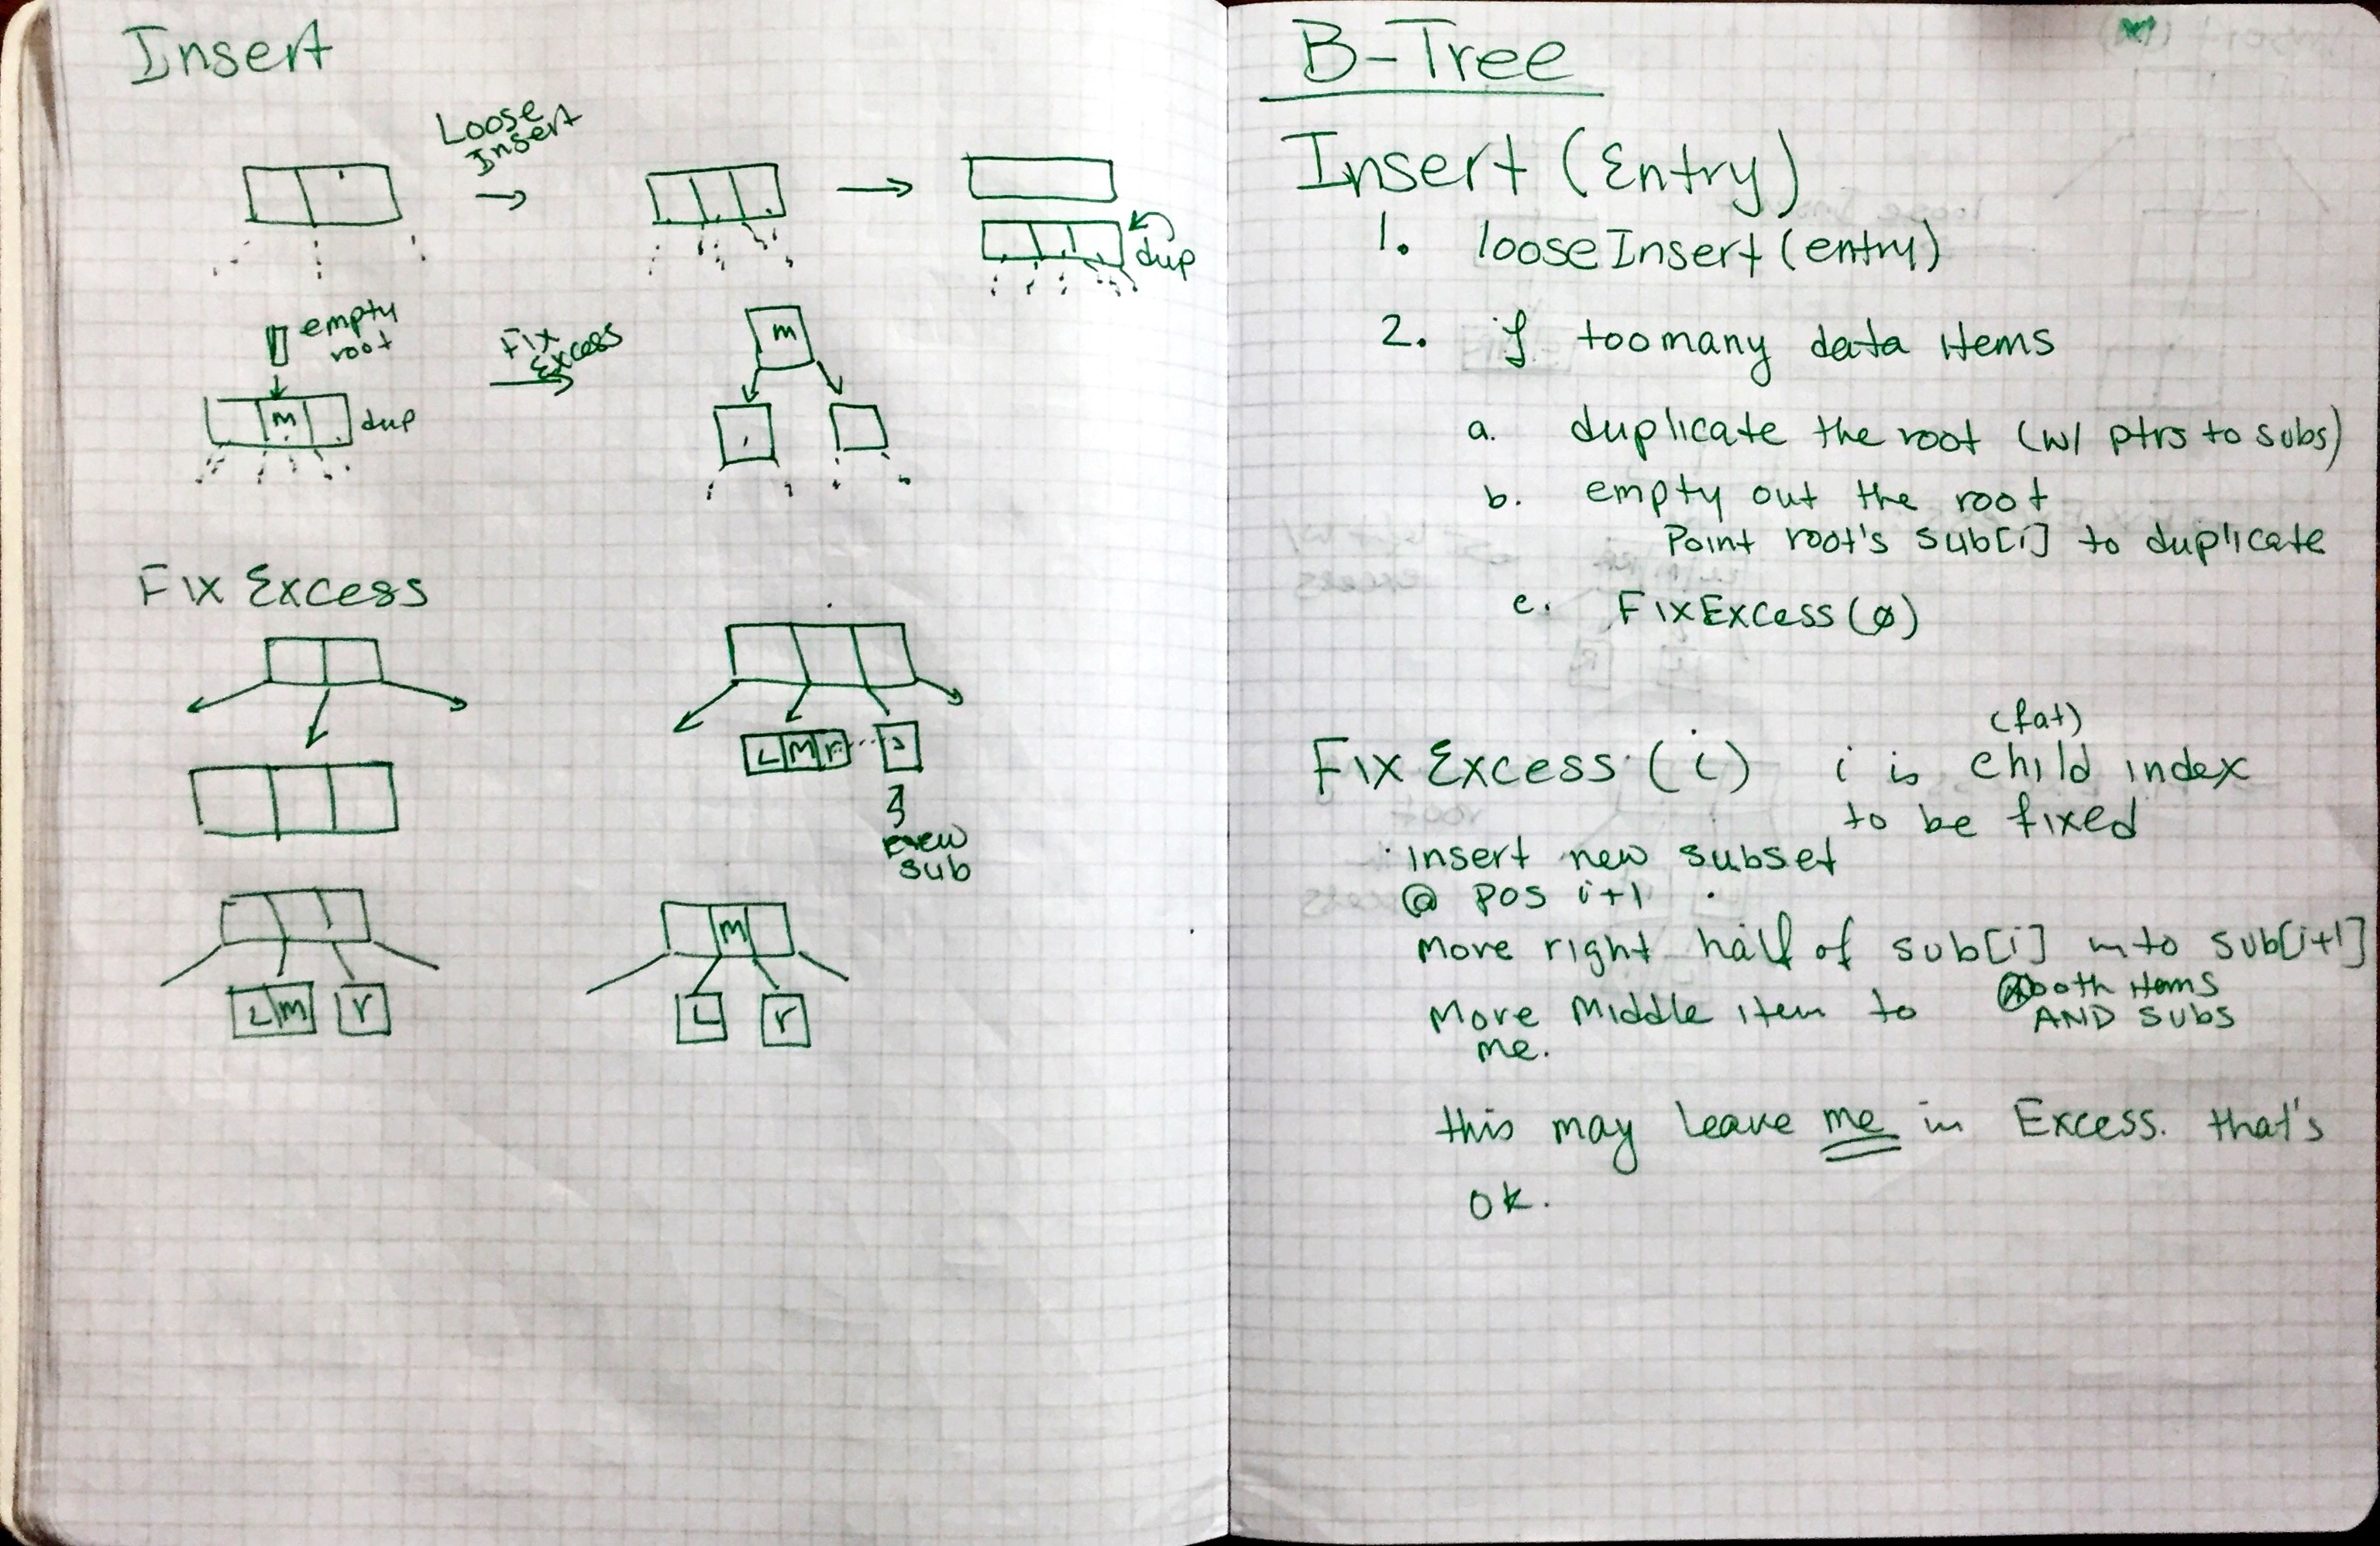 Insert
Loose
Insert
dup
empty
root
m
dup
Fix
Excess
m
Fix Excess
L M r
new
sub
m
L m r
L r
B-Tree
Insert (Entry)
1. looseInsert (entry)
2. if too many data items
a. duplicate the root (w/ ptrs to subs)
b. empty out the root
Point root's sub[i] to duplicate
c. FixExcess (ø)
(fat)
Fix Excess (i) i is child index
to be fixed
insert new subset
@ pos i+1
Move right half of sub[i] into sub[i+1]
both items
AND subs
Move Middle item to
me.
this may leave me in Excess. that's
ok.